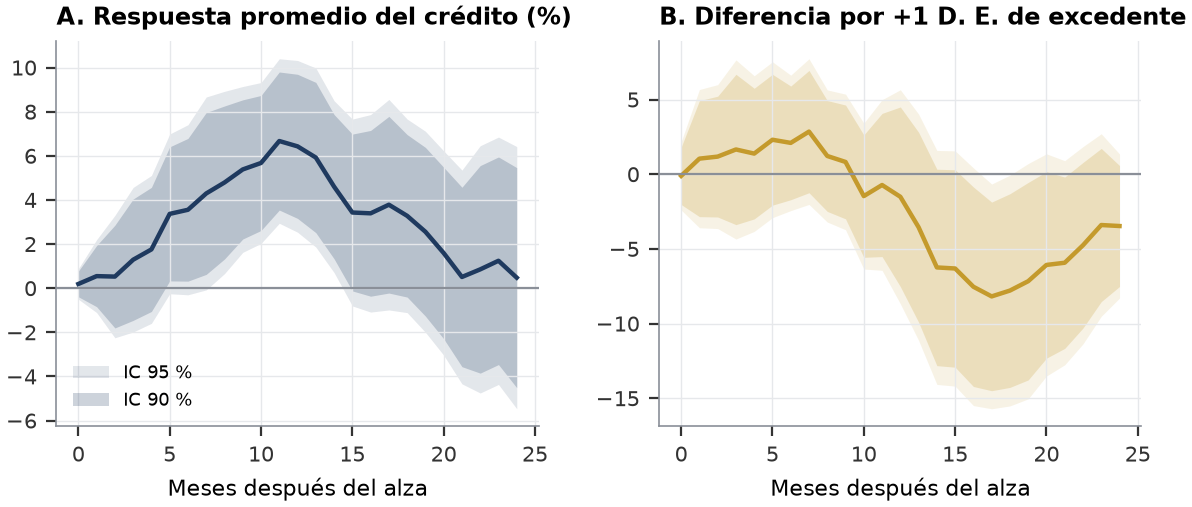 A. Respuesta promedio del crédito (%)
10
8
6
4
2
0
−2
−4
−6
IC 95 %
IC 90 %
0 5 10 15 20 25
Meses después del alza
B. Diferencia por +1 D. E. de excedente
5
0
−5
−10
−15
0 5 10 15 20 25
Meses después del alza